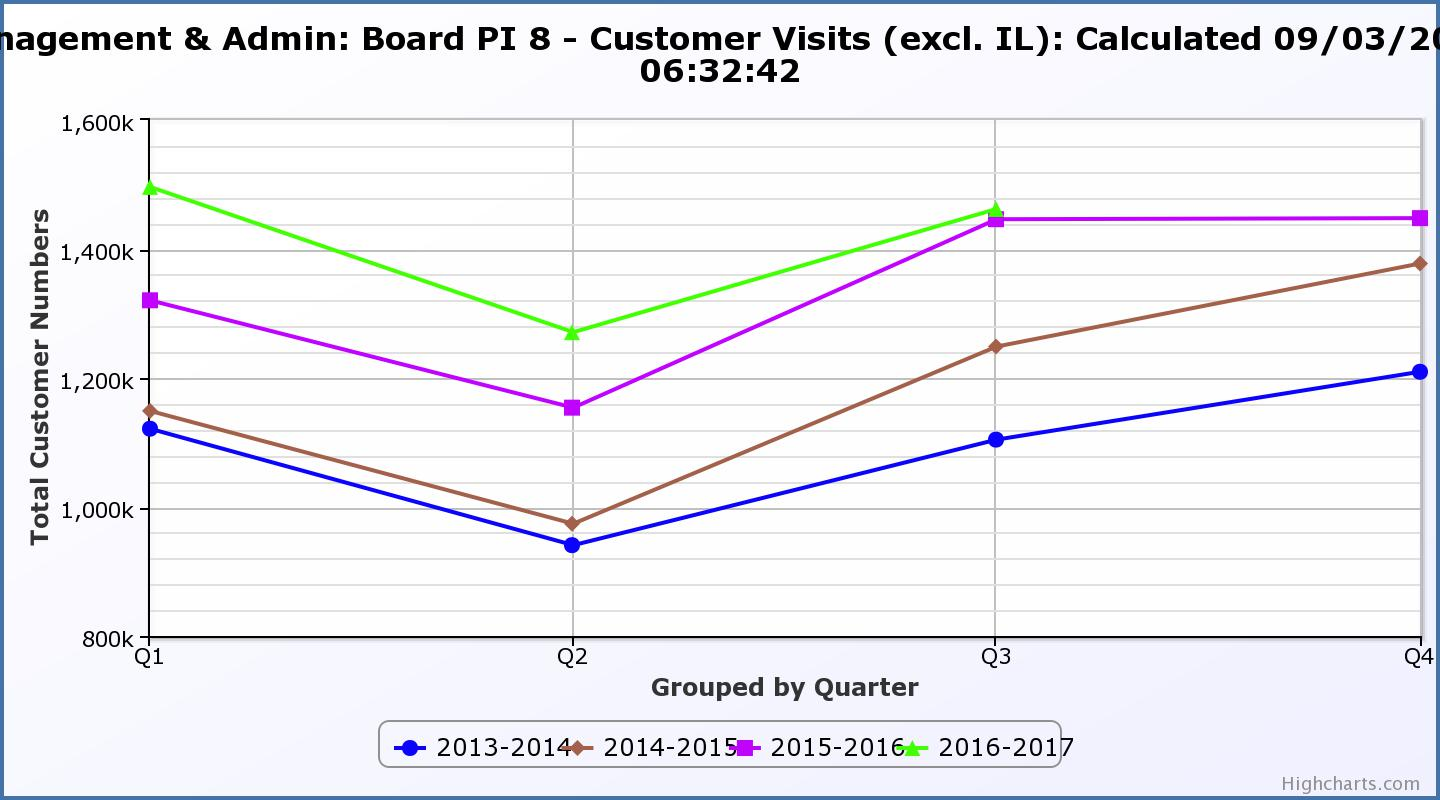 nagement & Admin: Board PI 8 – Customer Visits (excl. IL): Calculated 09/03/20
06:32:42
Total Customer Numbers
1,600k
1,400k
1,200k
1,000k
800k
Q1 Q2 Q3 Q4
Grouped by Quarter
2013-2014 2014-2015 2015-2016 2016-2017
Highcharts.com